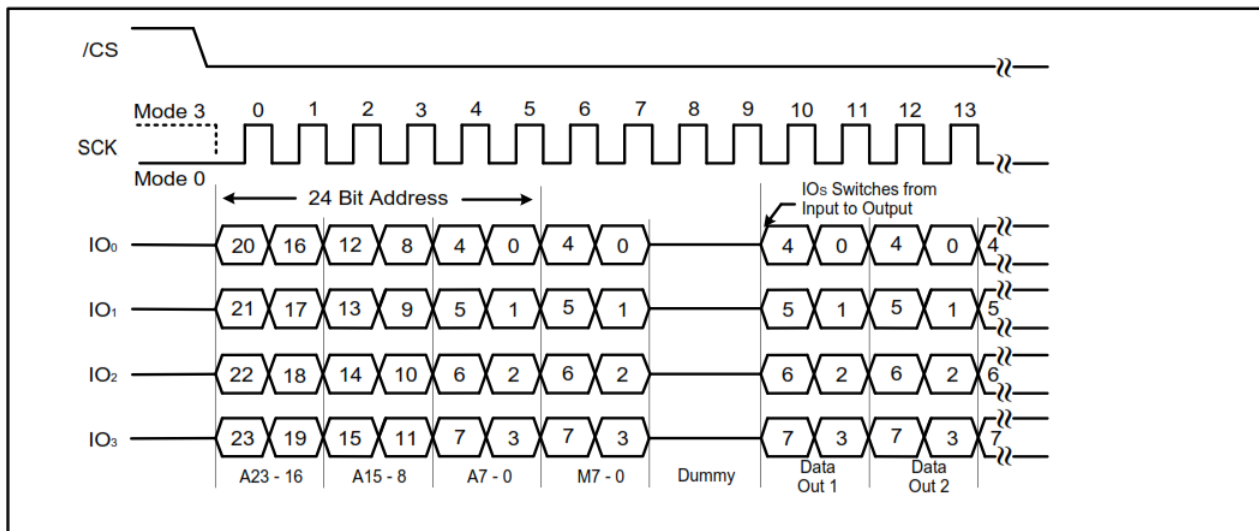 /CS
Mode 3 0 1 2 3 4 5 6 7 8 9 10 11 12 13
SCK
Mode 0
24 Bit Address
IOs Switches from
Input to Output
IO0 20 16 12 8 4 0 4 0 4 0 4 0 4
IO1 21 17 13 9 5 1 5 1 5 1 5 1 5
IO2 22 18 14 10 6 2 6 2 6 2 6 2 6
IO3 23 19 15 11 7 3 7 3 7 3 7 3 7
A23 - 16 A15 - 8 A7 - 0 M7 - 0 Dummy Data Out 1 Data Out 2